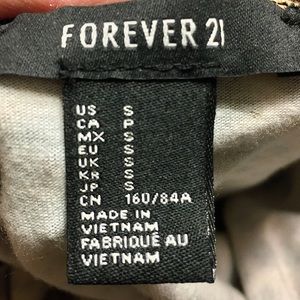 FOREVER 21
US S
CA P
MX S
EU S
UK S
KR S
JP S
CN 160/84A
MADE IN
VIETNAM
FABRIQUÉ AU
VIETNAM